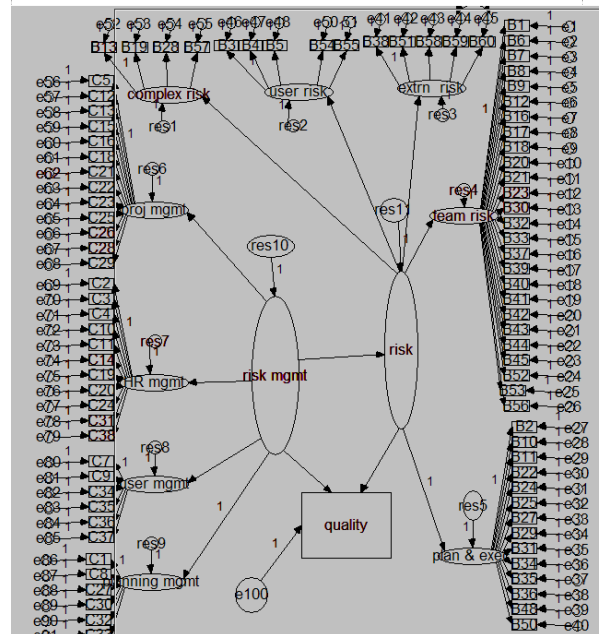 e52 e53 e54 e55 e46 e47 e48 e50 e41 e42 e43 e44 e45
B13 B19 B28 B57 B31 B41 B5 B54 B55 B38 B51 B58 B59 B60
complex risk
user risk
extrn risk
res1
res2
res3
B1 e1
B6 e2
B7 e3
B8 e4
B9 e5
B12 e6
B16 e7
B17 e8
B18 e9
B20 e10
B21 e11
B23 e12
B30 e13
B32 e14
B33 e15
B37 e16
B39 e17
B40 e18
B41 e19
B42 e20
B43 e21
B44 e22
B45 e23
B52 e24
B53 e25
B56 e26
res4
team risk
e56 C5
e57 C12
e58 C13
e59 C15
e60 C16
e61 C18
e62 C21
e63 C22
e64 C23
e65 C25
e66 C26
e67 C28
e68 C29
res6
proj mgmt
res10
res11
e69 C2
e70 C3
e71 C4
e72 C10
e73 C11
e74 C14
e75 C19
e76 C20
e77 C24
e78 C31
e79 C38
res7
HR mgmt
risk mgmt
risk
e80 C7
e81 C9
e82 C34
e83 C35
e84 C36
e85 C37
res8
user mgmt
B2 e27
B10 e28
B11 e29
B22 e30
B24 e31
B25 e32
B27 e33
B29 e34
B31 e35
B34 e36
B35 e37
B36 e38
B48 e39
B50 e40
res5
plan & exe
quality
e100
e86 C1
e87 C8
e88 C27
e89 C30
e90 C32
res9
planning mgmt
1